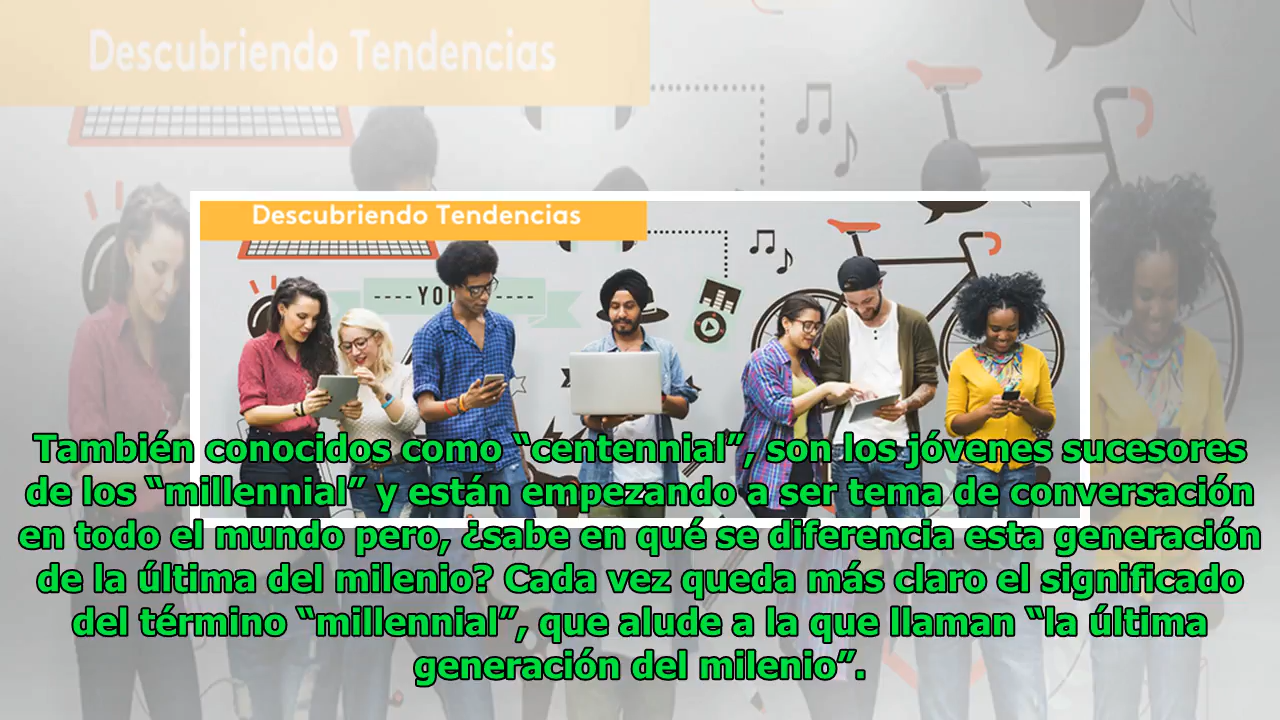 Descubriendo Tendencias
Descubriendo Tendencias
También conocidos como “centennial”, son los jóvenes sucesores
de los “millennial” y están empezando a ser tema de conversación
en todo el mundo pero, ¿sabe en qué se diferencia esta generación
de la última del milenio? Cada vez queda más claro el significado
del término “millennial”, que alude a la que llaman “la última
generación del milenio”.